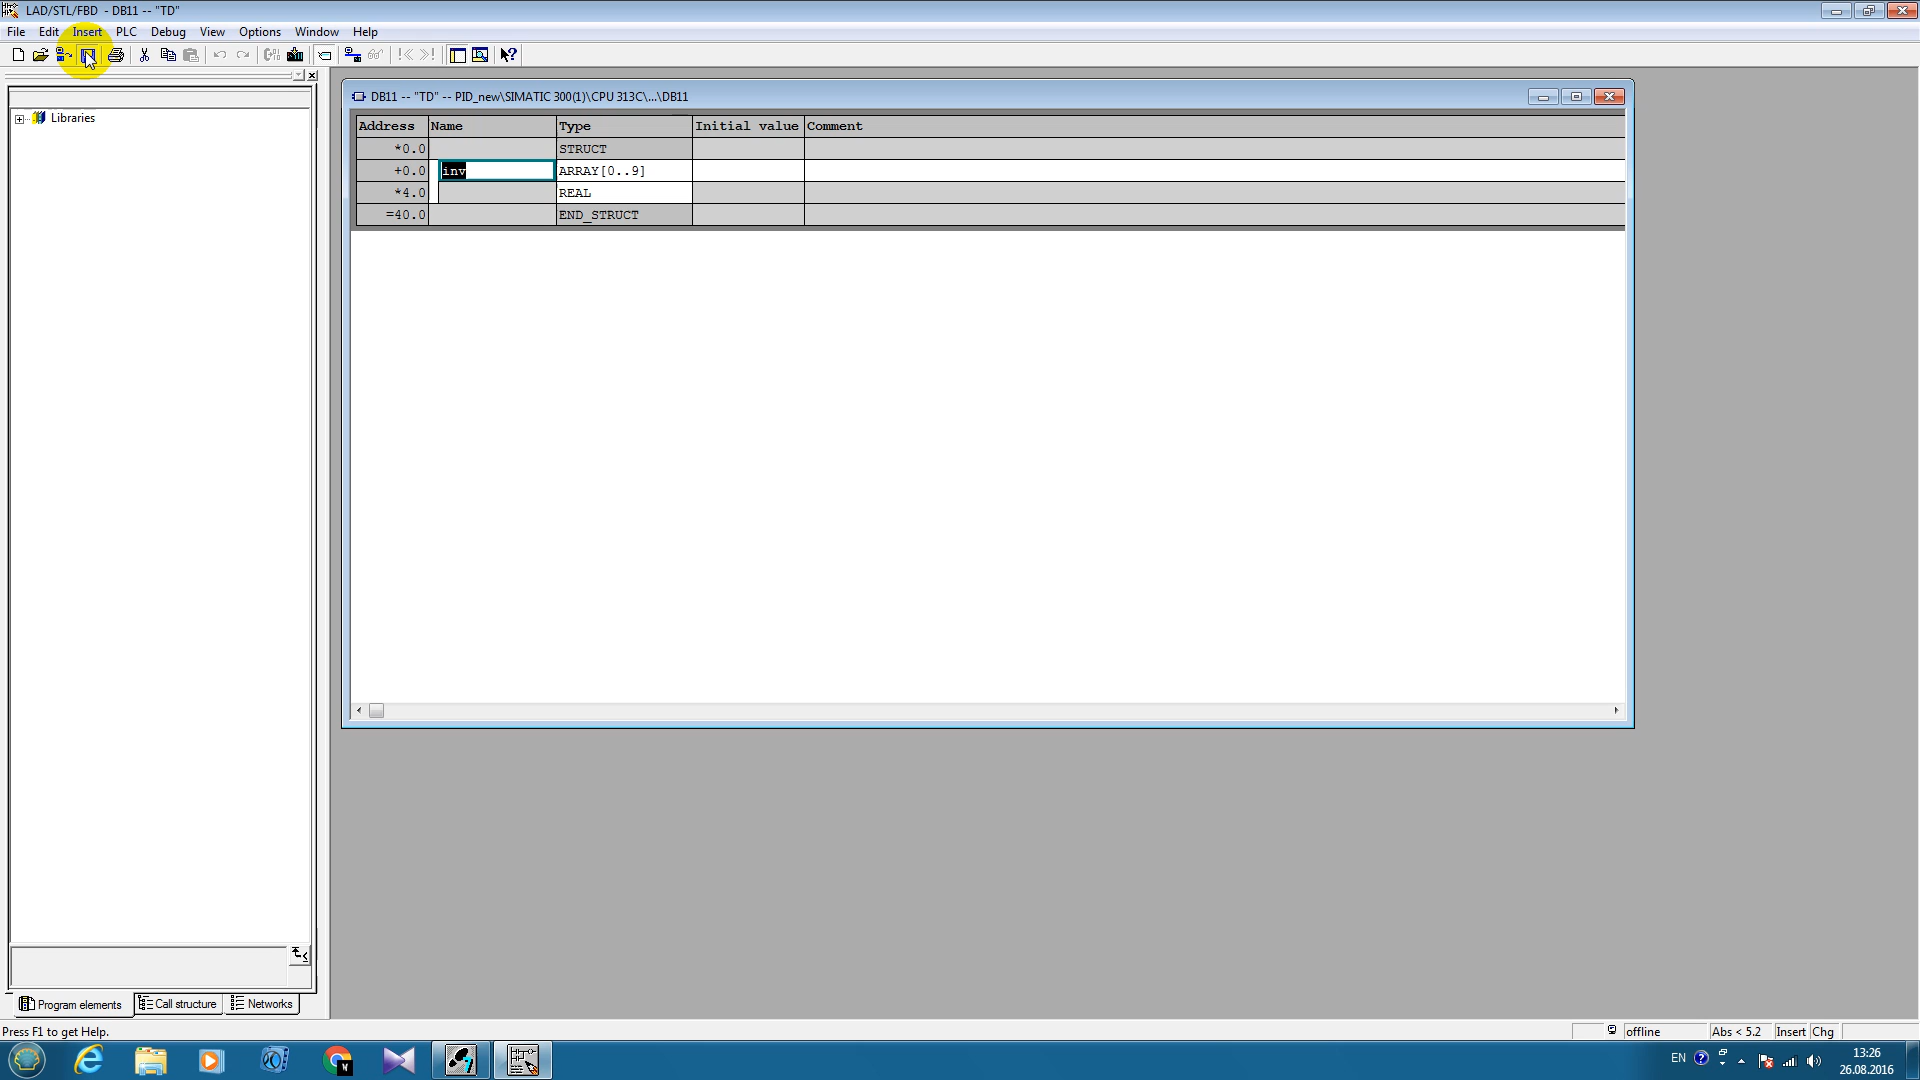 LAD/STL/FBD - DB11 -- "TD"
File Edit Insert PLC Debug View Options Window Help
Libraries
DB11 -- "TD" -- PID_new\SIMATIC 300(1)\CPU 313C\...\DB11
Address Name Type Initial value Comment
*0.0 STRUCT
+0.0 inv ARRAY[0..9]
*4.0 REAL
=40.0 END_STRUCT
Program elements Call structure Networks
Press F1 to get Help.
offline Abs < 5.2 Insert Chg
EN
13:26
26.08.2016